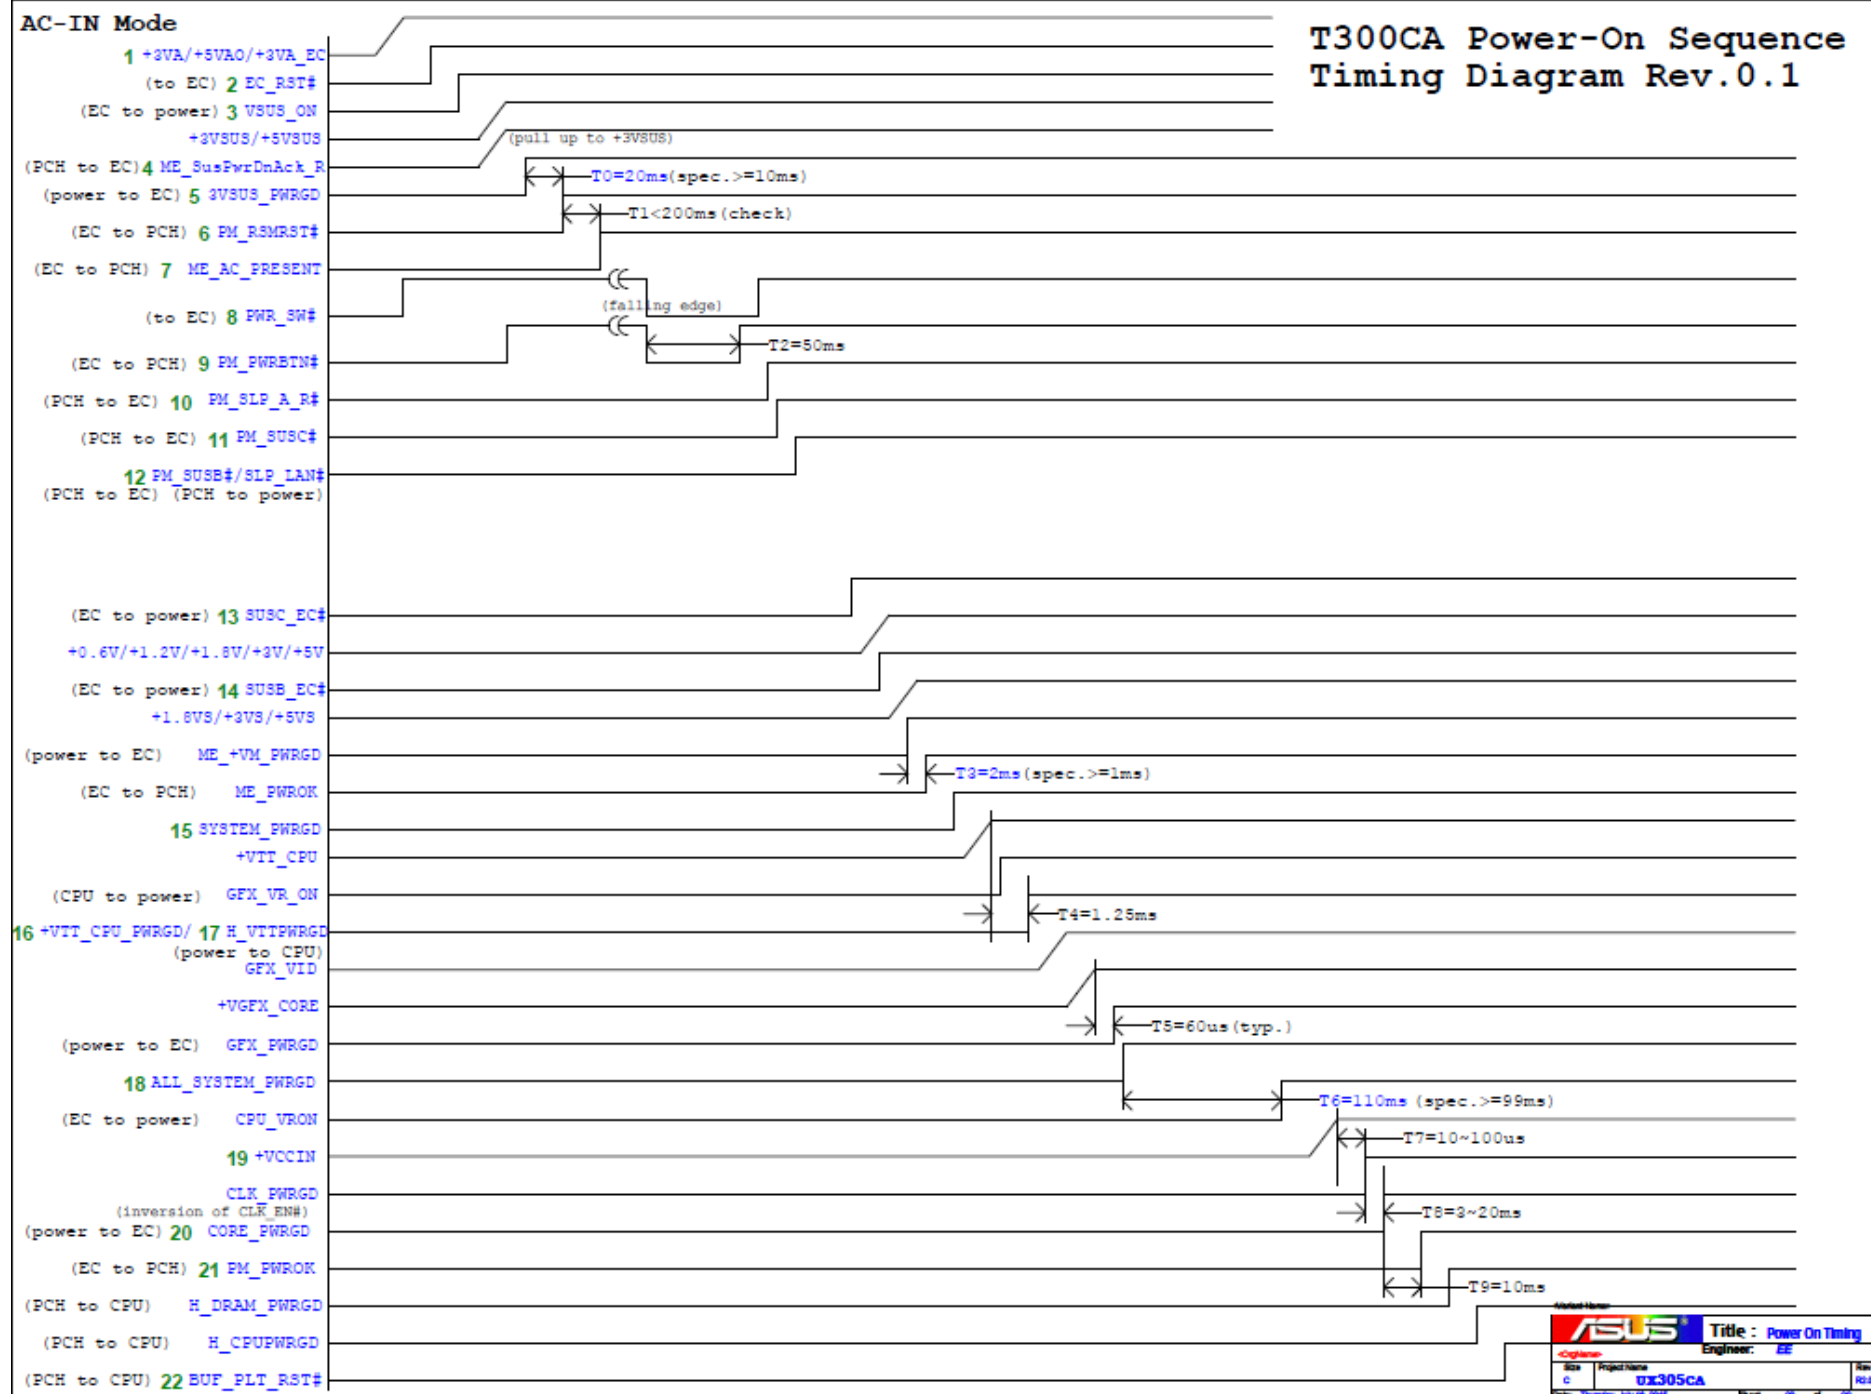 AC-IN Mode
T300CA Power-On Sequence
Timing Diagram Rev.0.1
1 +3VA/+5VAO/+3VA_EC
(to EC) 2 EC_RST#
(EC to power) 3 VSUS_ON
+3VSUS/+5VSUS
(pull up to +3VSUS)
(PCH to EC) 4 ME_SusPwrDnAck_R
T0=20ms(spec.>=10ms)
(power to EC) 5 3VSUS_PWRGD
T1<200ms(check)
(EC to PCH) 6 PM_RSMRST#
(EC to PCH) 7 ME_AC_PRESENT
(falling edge)
(to EC) 8 PWR_SW#
T2=50ms
(EC to PCH) 9 PM_PWRBTN#
(PCH to EC) 10 PM_SLP_A_R#
(PCH to EC) 11 PM_SUSC#
12 PM_SUSB#/SLP_LAN#
(PCH to EC) (PCH to power)
(EC to power) 13 SUSC_EC#
+0.6V/+1.2V/+1.8V/+3V/+5V
(EC to power) 14 SUSB_EC#
+1.8VS/+3VS/+5VS
(power to EC) ME_+VM_PWRGD
T3=2ms(spec.>=1ms)
(EC to PCH) ME_PWROK
15 SYSTEM_PWRGD
+VTT_CPU
(CPU to power) GFX_VR_ON
T4=1.25ms
16 +VTT_CPU_PWRGD/ 17 H_VTTPWRGD
(power to CPU)
GFX_VID
+VGFX_CORE
T5=60us(typ.)
(power to EC) GFX_PWRGD
18 ALL_SYSTEM_PWRGD
T6=110ms (spec.>=99ms)
(EC to power) CPU_VRON
T7=10~100us
19 +VCCIN
CLK_PWRGD
(inversion of CLK_EN#)
T8=3~20ms
(power to EC) 20 CORE_PWRGD
(EC to PCH) 21 PM_PWROK
T9=10ms
(PCH to CPU) H_DRAM_PWRGD
(PCH to CPU) H_CPUPWRGD
(PCH to CPU) 22 BUF_PLT_RST#
<Variant Name>
ASUS
Title : Power On Timing
<OrgName>
Engineer: EE
Size Project Name Rev
C UX305CA